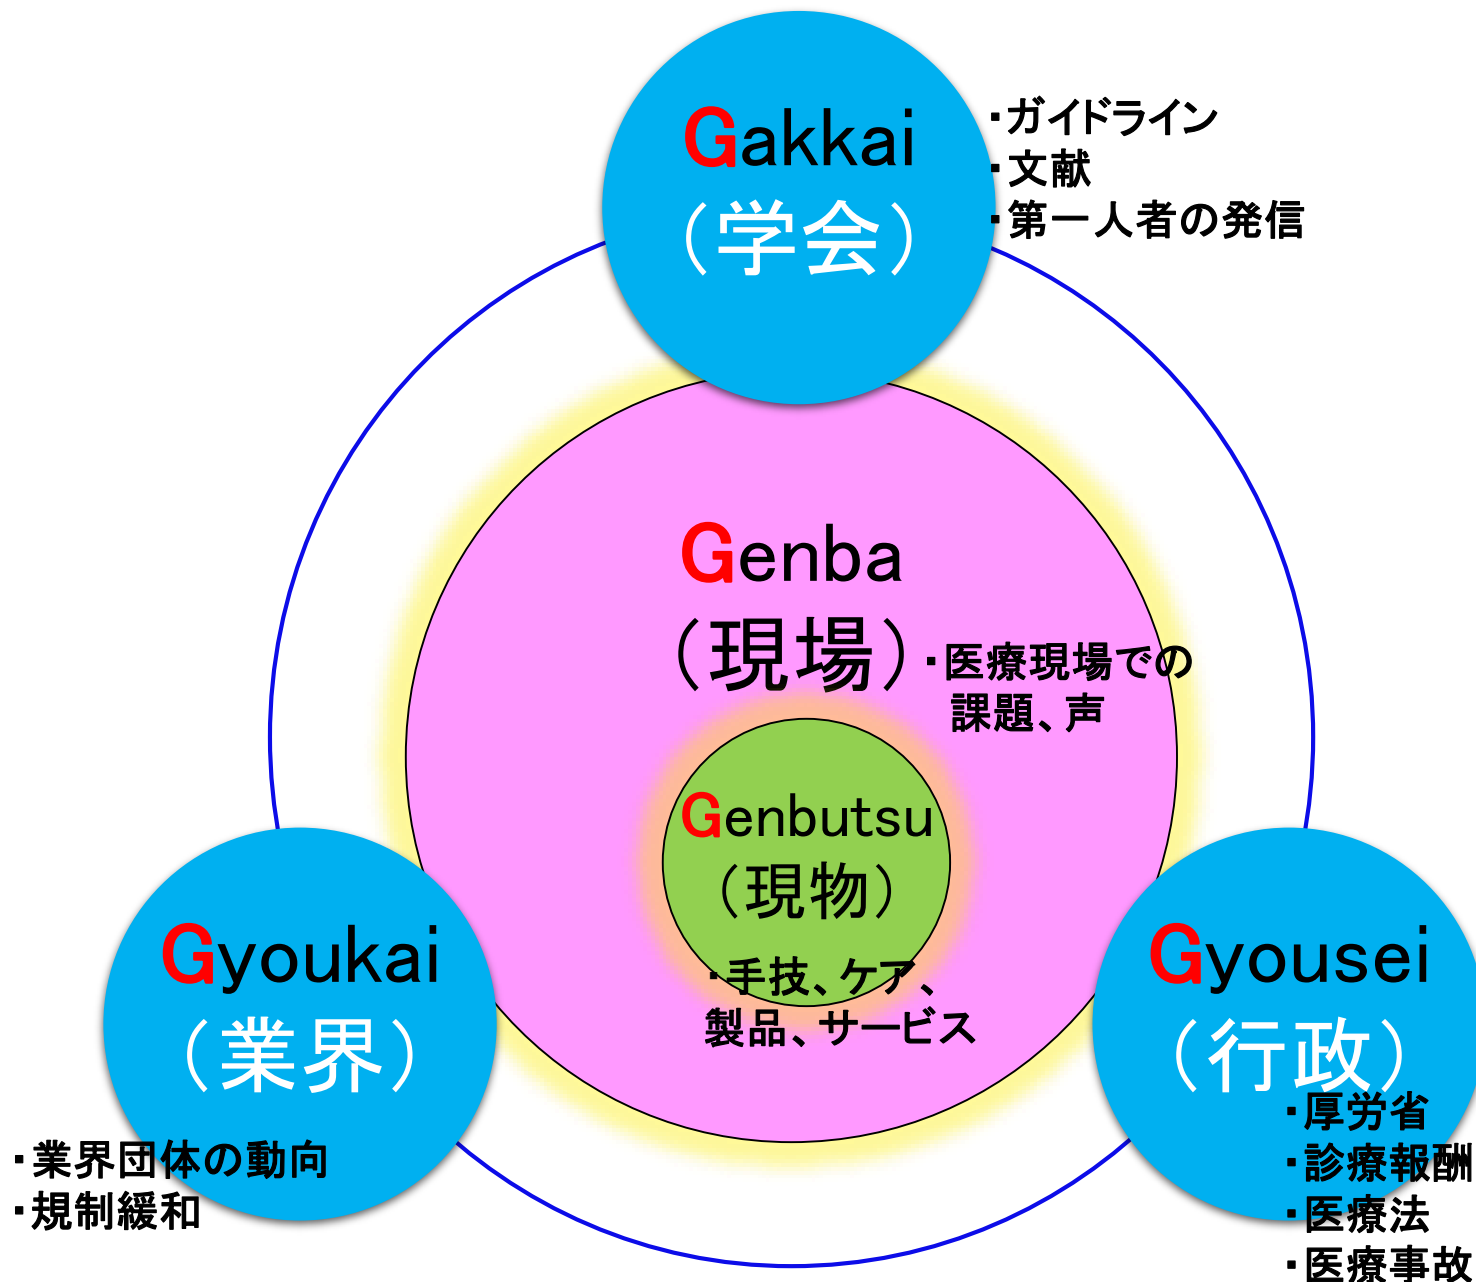 Gakkai
（学会）
・ガイドライン
・文献
・第一人者の発信
Genba
（現場）
・医療現場での
課題、声
Genbutsu
（現物）
・手技、ケア、
製品、サービス
Gyoukai
（業界）
・業界団体の動向
・規制緩和
Gyousei
（行政）
・厚労省
・診療報酬
・医療法
・医療事故